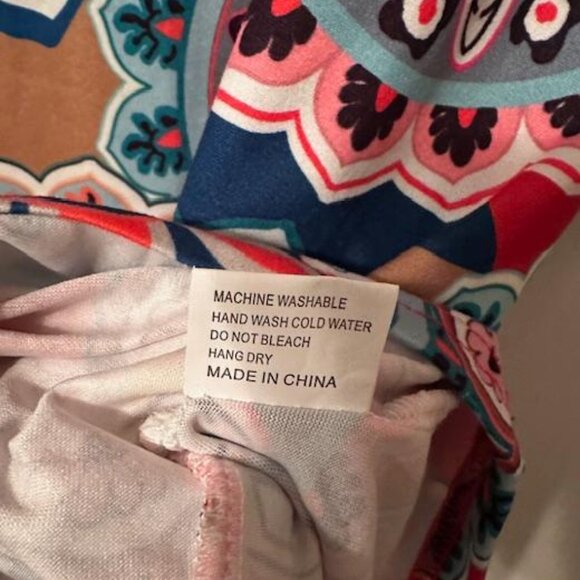 MACHINE WASHABLE
HAND WASH COLD WATER
DO NOT BLEACH
HANG DRY
MADE IN CHINA